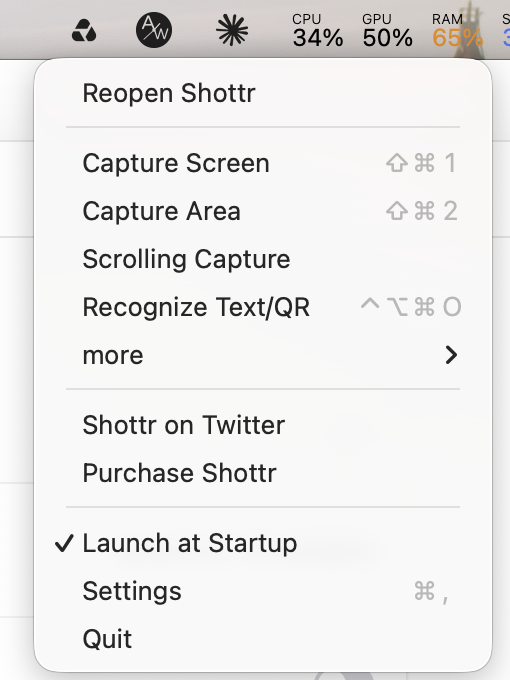 A/W
CPU GPU RAM S
34% 50% 65% 3
Reopen Shottr
Capture Screen ⇧⌘ 1
Capture Area ⇧⌘ 2
Scrolling Capture
Recognize Text/QR ^⌥⌘ O
more
Shottr on Twitter
Purchase Shottr
✓ Launch at Startup
Settings ⌘ ,
Quit